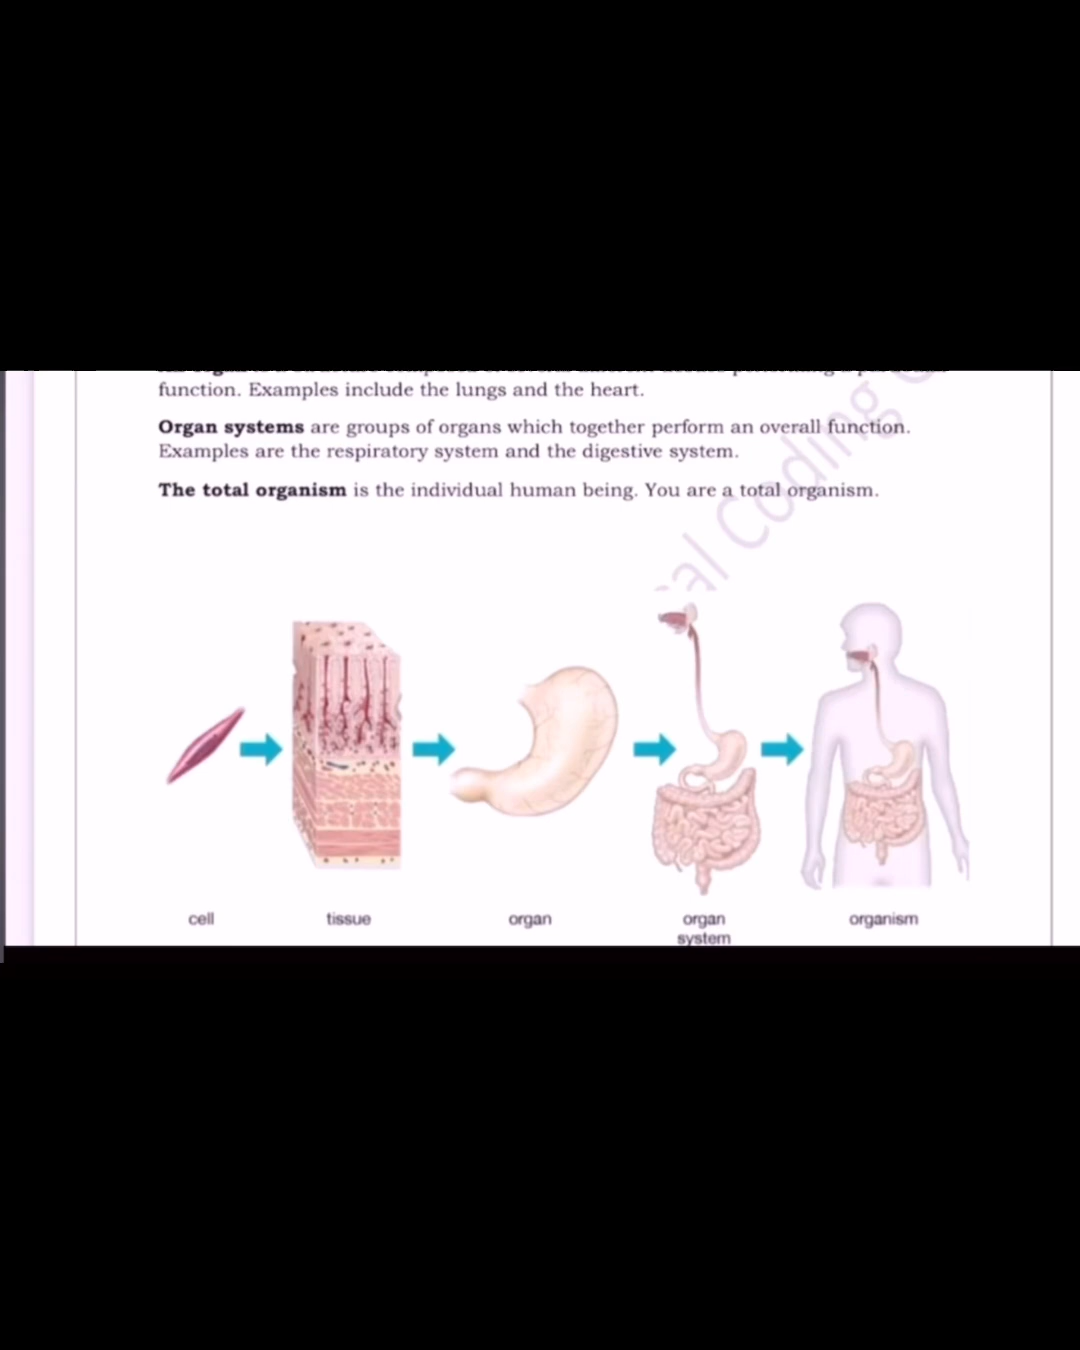 function. Examples include the lungs and the heart.
Organ systems are groups of organs which together perform an overall function.
Examples are the respiratory system and the digestive system.
The total organism is the individual human being. You are a total organism.
Coding
cell
tissue
organ
organ
system
organism